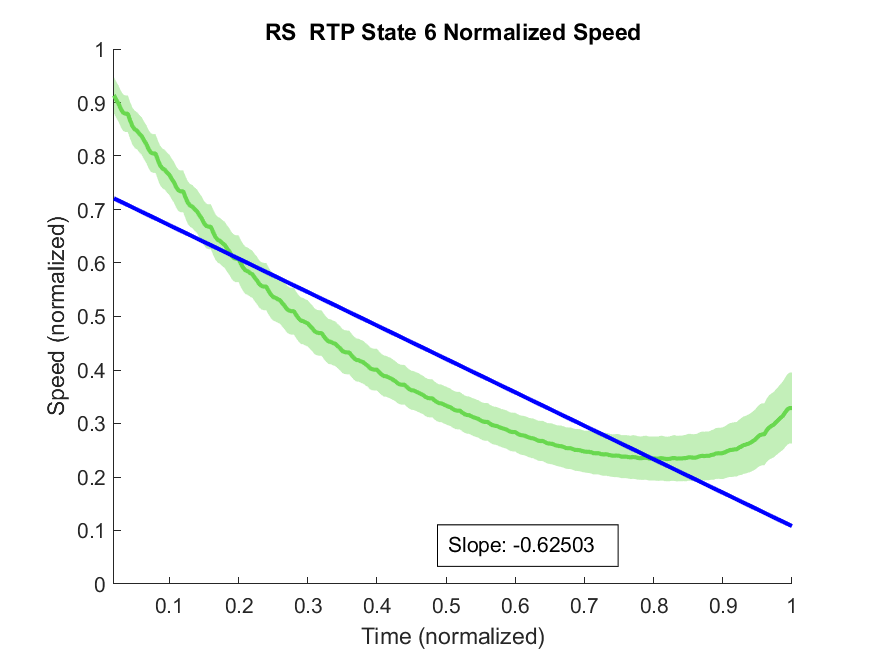 RS  RTP State 6 Normalized Speed
1
0.9
0.8
0.7
0.6
0.5
0.4
0.3
0.2
0.1
0
Speed (normalized)
Slope: -0.62503
0.1 0.2 0.3 0.4 0.5 0.6 0.7 0.8 0.9 1
Time (normalized)